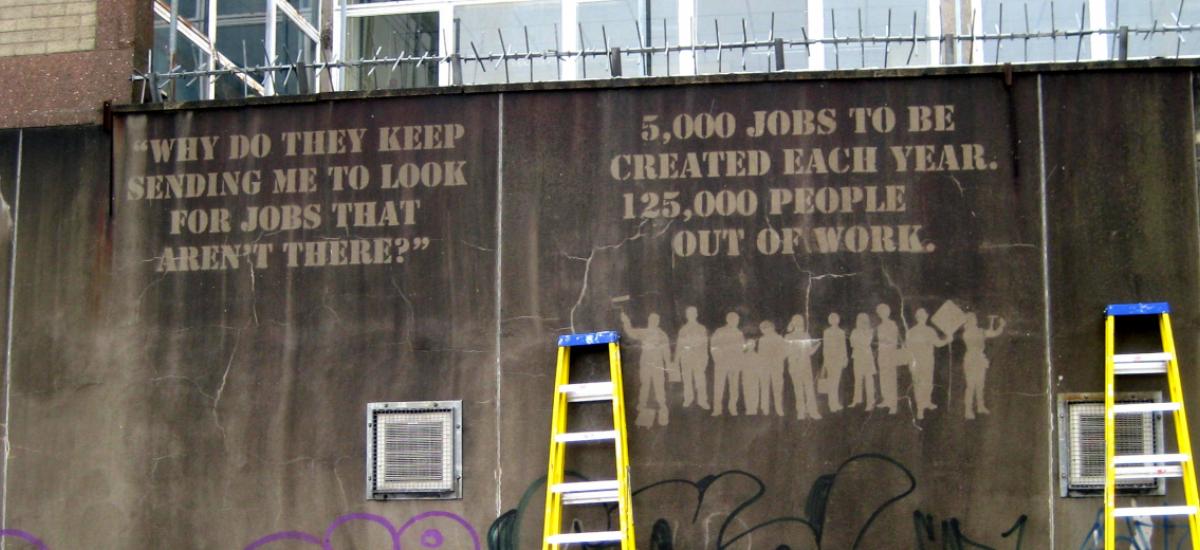 “WHY DO THEY KEEP
SENDING ME TO LOOK
FOR JOBS THAT
AREN'T THERE?”
5,000 JOBS TO BE
CREATED EACH YEAR.
125,000 PEOPLE
OUT OF WORK.